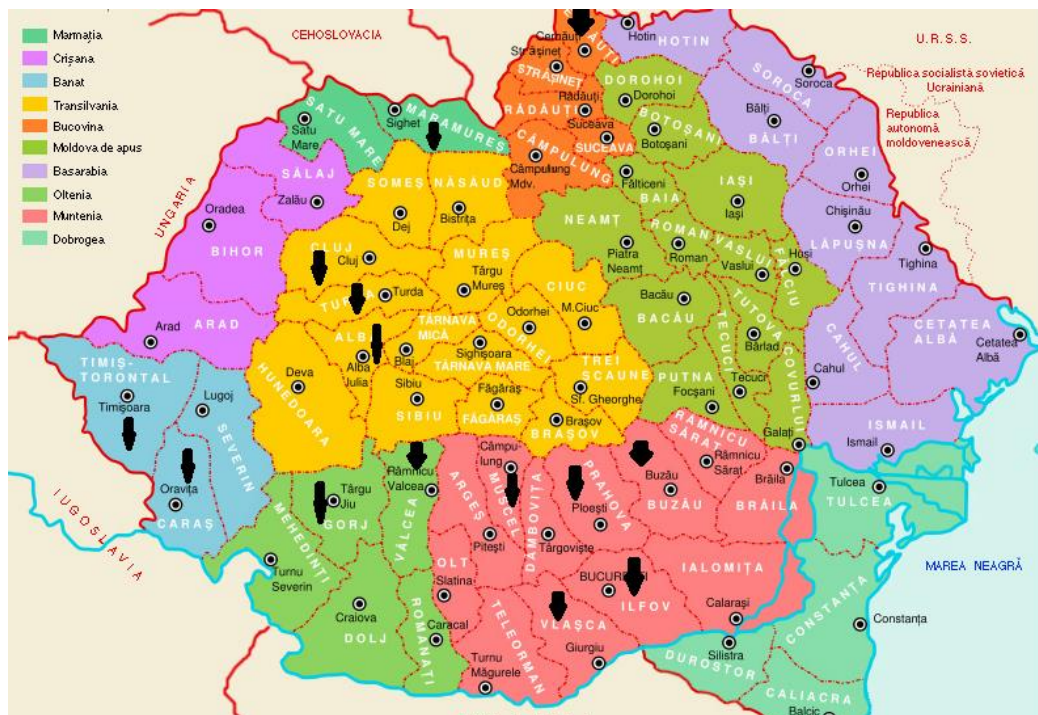 Marmația
Crișana
Banat
Transilvania
Bucovina
Moldova de apus
Basarabia
Oltenia
Muntenia
Dobrogea
CEHOSLOVACIA
U.R.S.S.
Republica socialistă sovietică
Ucrainiană
Republica
autonomă
moldovenească
UNGARIA
IUGOSLAVIA
MAREA NEAGRĂ
Cernăuți
Strășineț
STRĂȘINEȚ
Hotin
HOTIN
SOROCA
Soroca
RĂDĂUȚI
Rădăuți
Suceava
SUCEAVA
CÂMPULUNG
Câmpulung
Mdv.
DOROHOI
Dorohoi
BOTOȘANI
Botoșani
Bălți
BĂLȚI
ORHEI
Orhei
SATU MARE
Satu
Mare
Sighet
MARAMUREȘ
SĂLAJ
Zalău
Oradea
BIHOR
SOMEȘ
Dej
NĂSĂUD
Bistrița
Fălticeni
BAIA
IAȘI
Iași
Chișinău
LĂPUȘNA
Tighina
TIGHINA
NEAMȚ
Piatra
Neamț
ROMAN
Roman
VASLUI
Vaslui
FĂLCIU
Huși
CLUJ
Cluj
MUREȘ
Târgu
Mureș
Turda
CIUC
M.Ciuc
Bacău
BACĂU
TUTOVA
Bârlad
CAHUL
Cahul
CETATEA
ALBĂ
Cetatea
Albă
ARAD
Arad
ALBA
Alba
Julia
Blaj
TÂRNAVA
MICĂ
ODORHEI
Odorhei
Sighișoara
TÂRNAVA MARE
TREI
SCAUNE
Sf. Gheorghe
TIMIȘ-
TORONTAL
Timișoara
Lugoj
SEVERIN
HUNEDOARA
Deva
Sibiu
SIBIU
Făgăraș
FĂGĂRAȘ
Brașov
BRAȘOV
PUTNA
Focșani
TECUCI
Tecuci
COVURLUI
Galați
ISMAIL
Ismail
Oravița
CARAȘ
Târgu
Jiu
GORJ
MEHEDINȚI
Turnu
Severin
Râmnicu
Valcea
VÂLCEA
Câmpu-
lung
MUSCEL
ARGEȘ
Pitești
DÂMBOVIȚA
Târgoviște
PRAHOVA
Ploești
Buzău
BUZĂU
RÂMNICU
SĂRAT
Râmnicu
Sărat
Brăila
BRĂILA
Tulcea
TULCEA
OLT
Slatina
BUCUREȘTI
ILFOV
IALOMIȚA
Calarași
CONSTANȚA
Constanța
Craiova
DOLJ
ROMANAȚI
Caracal
TELEORMAN
Turnu
Măgurele
VLAȘCA
Giurgiu
Silistra
DUROSTOR
CALIACRA
Balcic